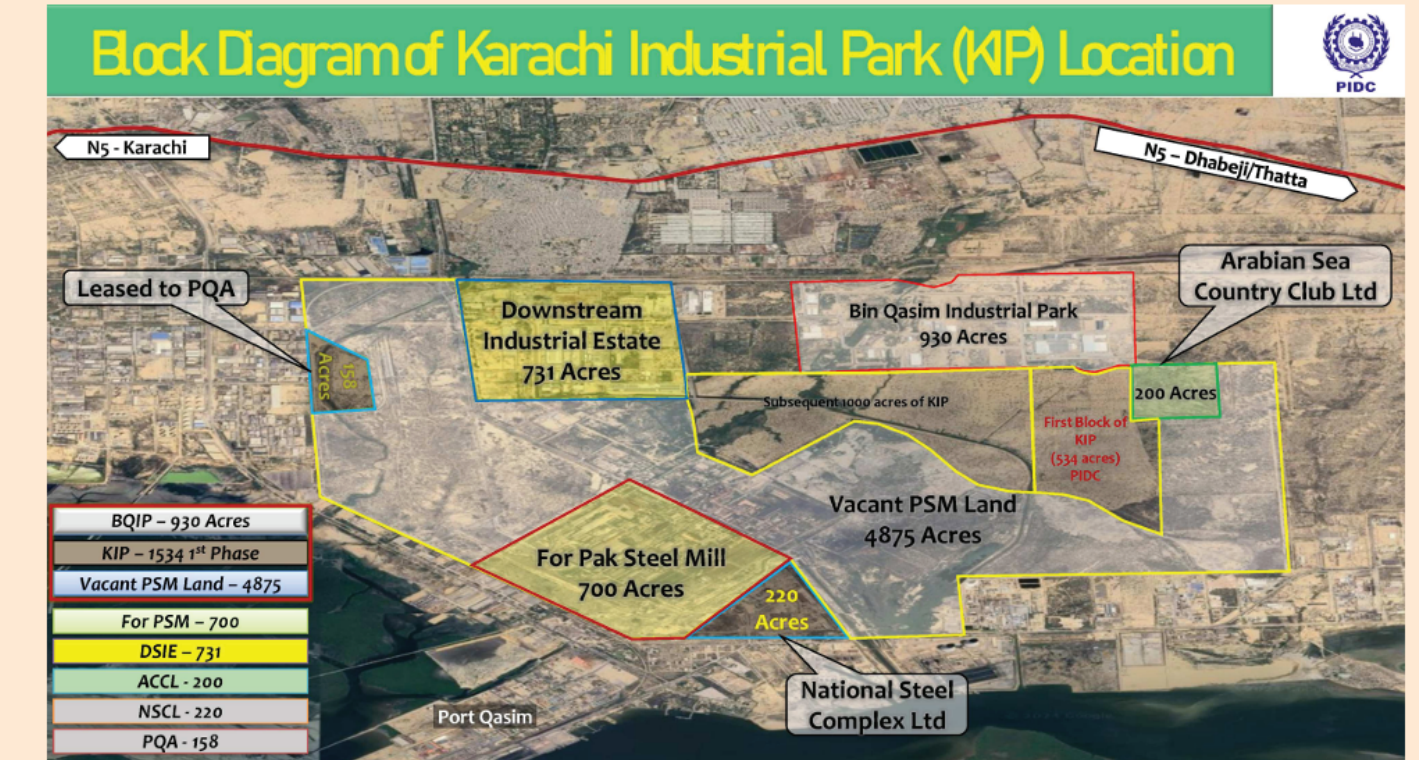 Block Diagram of Karachi Industrial Park (KIP) Location
PIDC
N5 - Karachi
N5 – Dhabeji/Thatta
Leased to PQA
Arabian Sea
Country Club Ltd
Downstream
Industrial Estate
731 Acres
Bin Qasim Industrial Park
930 Acres
158
Acres
200 Acres
Subsequent 1000 acres of KIP
First Block of
KIP
(534 acres)
PIDC
Vacant PSM Land
4875 Acres
For Pak Steel Mill
700 Acres
220
Acres
National Steel
Complex Ltd
Port Qasim
BQIP – 930 Acres
KIP – 1534 1st Phase
Vacant PSM Land – 4875
For PSM – 700
DSIE – 731
ACCL - 200
NSCL - 220
PQA - 158